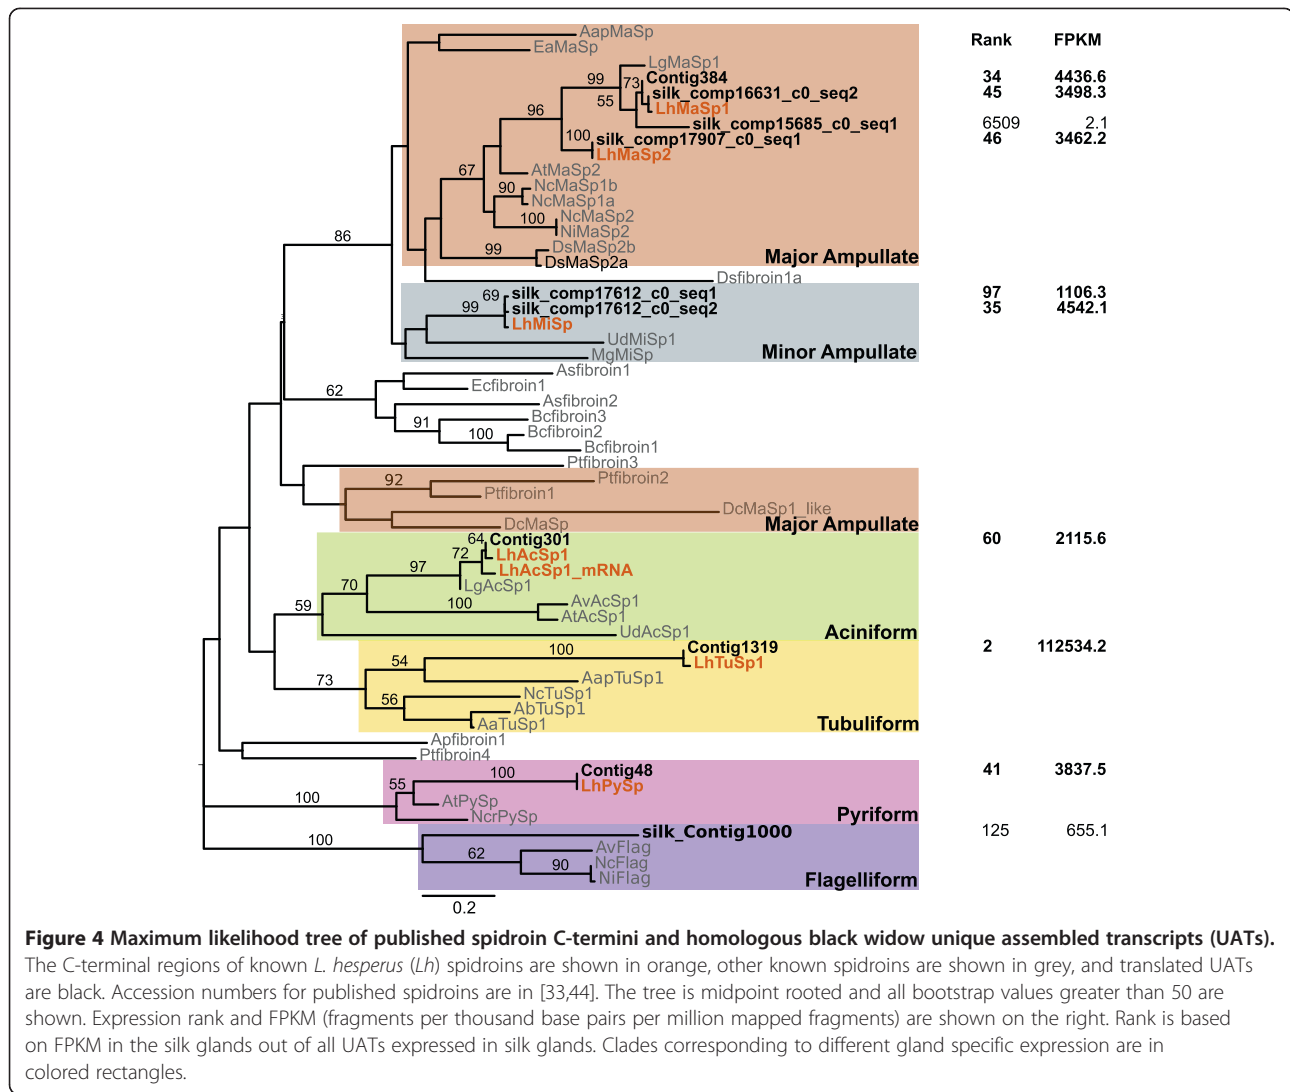 Rank FPKM
AapMaSp
EaMaSp
LgMaSp1
99 73 Contig384 34 4436.6
55 silk_comp16631_c0_seq2 45 3498.3
LhMaSp1
96 silk_comp15685_c0_seq1 6509 2.1
100 silk_comp17907_c0_seq1 46 3462.2
LhMaSp2
67 AtMaSp2
90 NcMaSp1b
NcMaSp1a
100 NcMaSp2
NiMaSp2
86 99 DsMaSp2b
DsMaSp2a Major Ampullate
Dsfibroin1a
69 silk_comp17612_c0_seq1 97 1106.3
99 silk_comp17612_c0_seq2 35 4542.1
LhMiSp
UdMiSp1
MgMiSp Minor Ampullate
Asfibroin1
62 Ecfibroin1
Asfibroin2
91 Bcfibroin3
100 Bcfibroin2
Bcfibroin1
Ptfibroin3
92 Ptfibroin2
Ptfibroin1
DcMaSp1_like
DcMaSp Major Ampullate
64 Contig301 60 2115.6
72 LhAcSp1
97 LhAcSp1_mRNA
70 LgAcSp1
100 AvAcSp1
59 AtAcSp1
UdAcSp1 Aciniform
100 Contig1319 2 112534.2
54 LhTuSp1
73 AapTuSp1
56 NcTuSp1
AbTuSp1
AaTuSp1 Tubuliform
Apfibroin1
Ptfibroin4
100 Contig48 41 3837.5
55 LhPySp
100 AtPySp
NcrPySp Pyriform
100 silk_Contig1000 125 655.1
62 AvFlag
90 NcFlag
NiFlag Flagelliform
0.2
Figure 4 Maximum likelihood tree of published spidroin C-termini and homologous black widow unique assembled transcripts (UATs).
The C-terminal regions of known L. hesperus (Lh) spidroins are shown in orange, other known spidroins are shown in grey, and translated UATs
are black. Accession numbers for published spidroins are in [33,44]. The tree is midpoint rooted and all bootstrap values greater than 50 are
shown. Expression rank and FPKM (fragments per thousand base pairs per million mapped fragments) are shown on the right. Rank is based
on FPKM in the silk glands out of all UATs expressed in silk glands. Clades corresponding to different gland specific expression are in
colored rectangles.